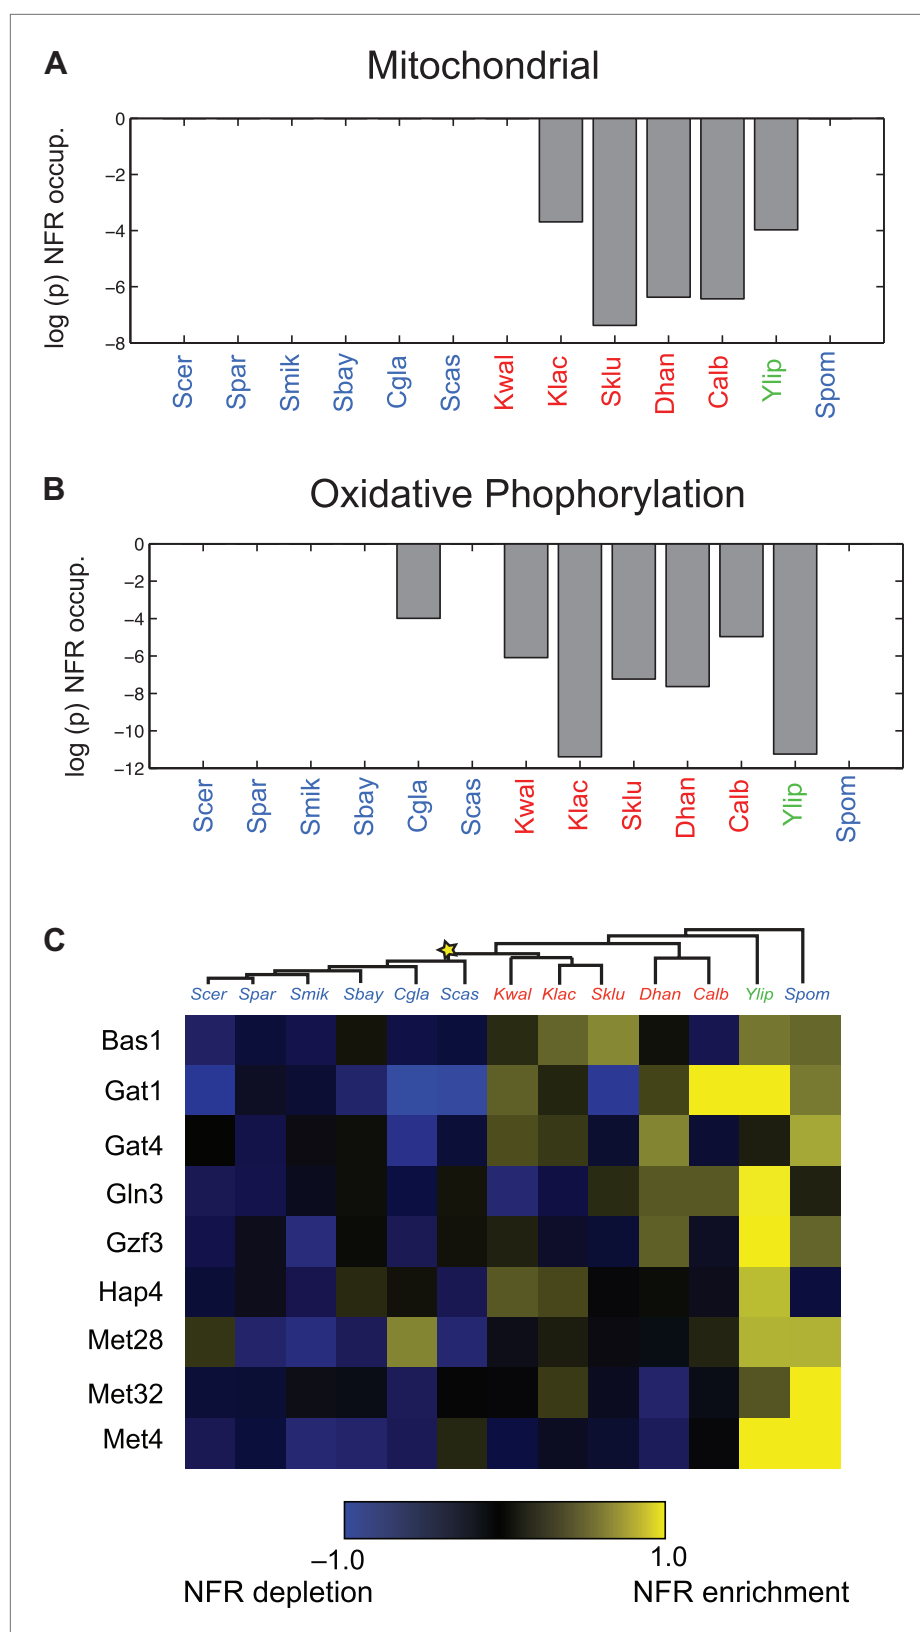 A
Mitochondrial
log (p) NFR occup.
0
−2
−4
−6
−8
Scer Spar Smik Sbay Cgla Scas Kwal Klac Sklu Dhan Calb Ylip Spom
B
Oxidative Phophorylation
log (p) NFR occup.
0
−2
−4
−6
−8
−10
−12
Scer Spar Smik Sbay Cgla Scas Kwal Klac Sklu Dhan Calb Ylip Spom
C
Scer Spar Smik Sbay Cgla Scas Kwal Klac Sklu Dhan Calb Ylip Spom
Bas1
Gat1
Gat4
Gln3
Gzf3
Hap4
Met28
Met32
Met4
−1.0 1.0
NFR depletion NFR enrichment